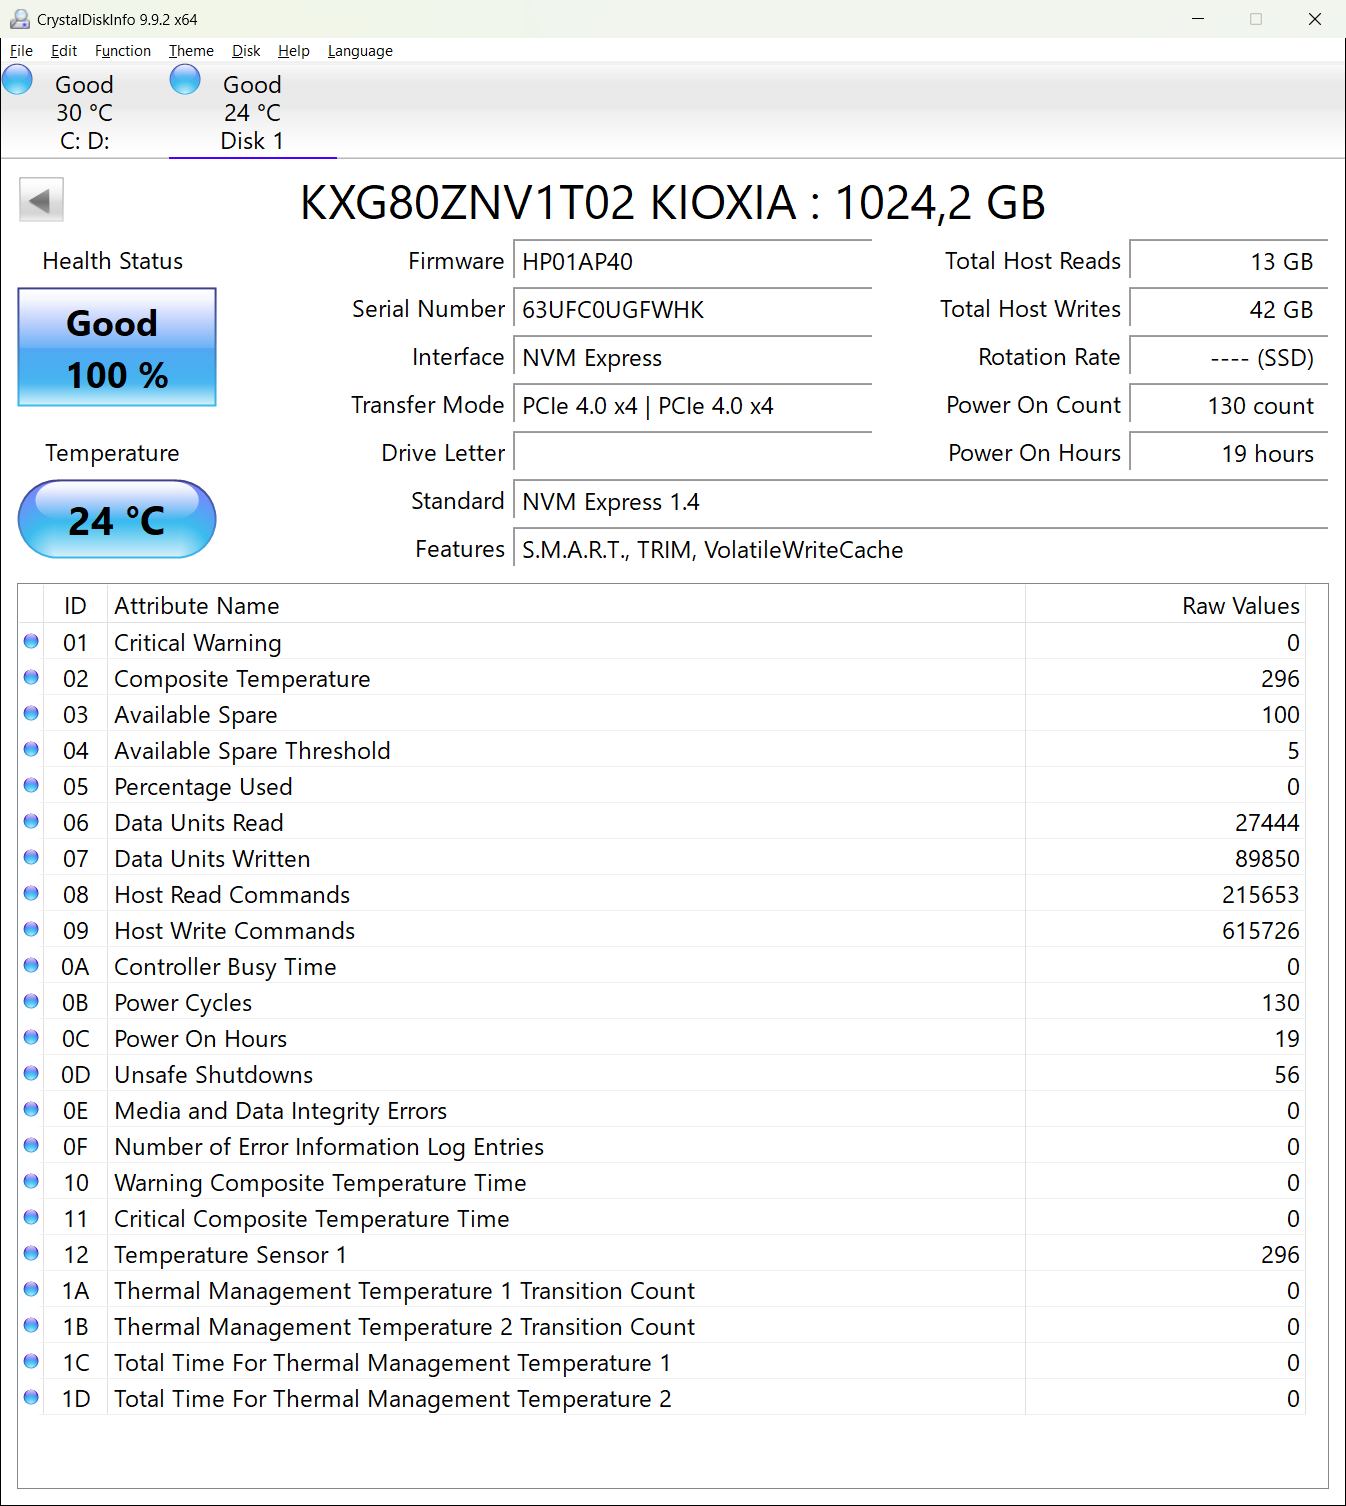 CrystalDiskInfo 9.9.2 x64
File Edit Function Theme Disk Help Language
Good
30 °C
C: D:
Good
24 °C
Disk 1
KXG80ZNV1T02 KIOXIA : 1024,2 GB
Health Status
Good
100 %
Temperature
24 °C
Firmware HP01AP40
Serial Number 63UFC0UGFWHK
Interface NVM Express
Transfer Mode PCIe 4.0 x4 | PCIe 4.0 x4
Drive Letter
Standard NVM Express 1.4
Features S.M.A.R.T., TRIM, VolatileWriteCache
Total Host Reads 13 GB
Total Host Writes 42 GB
Rotation Rate ---- (SSD)
Power On Count 130 count
Power On Hours 19 hours
ID Attribute Name Raw Values
01 Critical Warning 0
02 Composite Temperature 296
03 Available Spare 100
04 Available Spare Threshold 5
05 Percentage Used 0
06 Data Units Read 27444
07 Data Units Written 89850
08 Host Read Commands 215653
09 Host Write Commands 615726
0A Controller Busy Time 0
0B Power Cycles 130
0C Power On Hours 19
0D Unsafe Shutdowns 56
0E Media and Data Integrity Errors 0
0F Number of Error Information Log Entries 0
10 Warning Composite Temperature Time 0
11 Critical Composite Temperature Time 0
12 Temperature Sensor 1 296
1A Thermal Management Temperature 1 Transition Count 0
1B Thermal Management Temperature 2 Transition Count 0
1C Total Time For Thermal Management Temperature 1 0
1D Total Time For Thermal Management Temperature 2 0